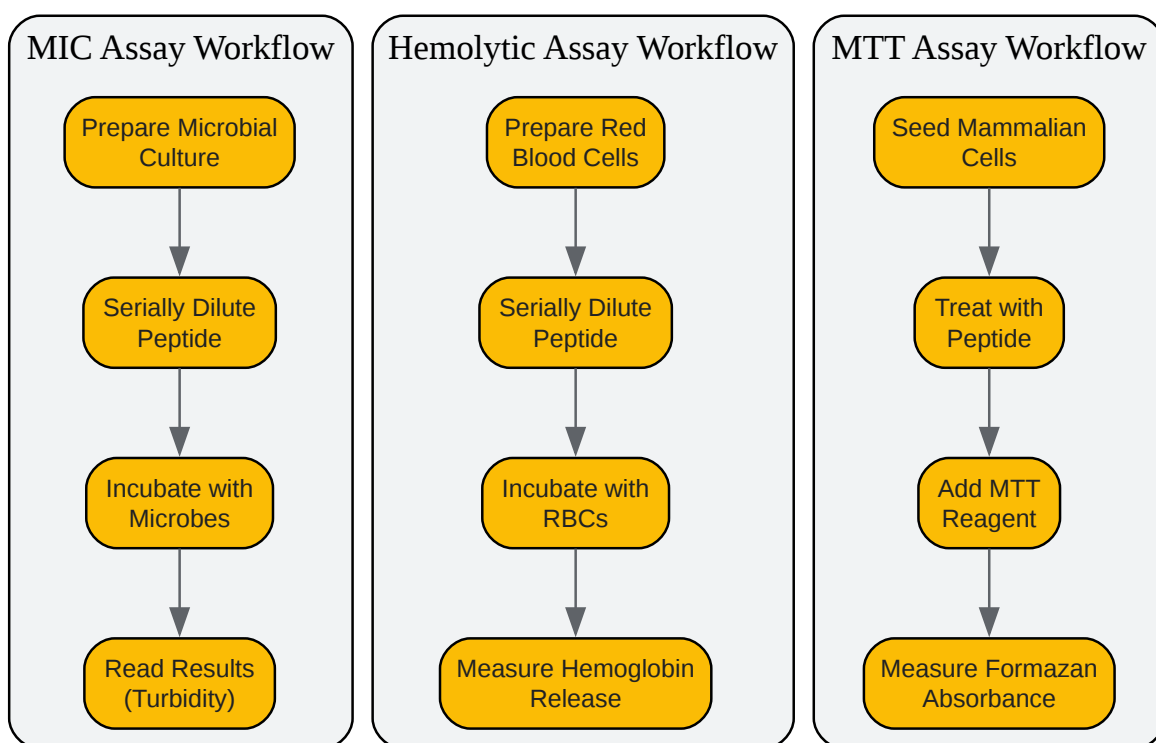 MIC Assay Workflow
Prepare Microbial
Culture
Serially Dilute
Peptide
Incubate with
Microbes
Read Results
(Turbidity)
Hemolytic Assay Workflow
Prepare Red
Blood Cells
Serially Dilute
Peptide
Incubate with
RBCs
Measure Hemoglobin
Release
MTT Assay Workflow
Seed Mammalian
Cells
Treat with
Peptide
Add MTT
Reagent
Measure Formazan
Absorbance